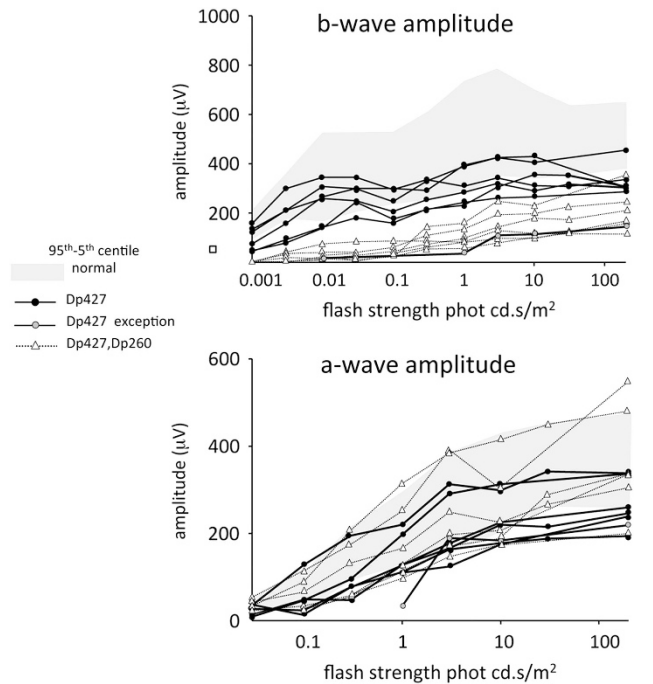 b-wave amplitude
1000
800
600
400
200
0
amplitude (µV)
0.001
0.01
0.1
1
10
100
flash strength phot cd.s/m²
95th-5th centile
normal
Dp427
Dp427 exception
Dp427,Dp260
a-wave amplitude
600
400
200
0
amplitude (µV)
0.1
1
10
100
flash strength phot cd.s/m²